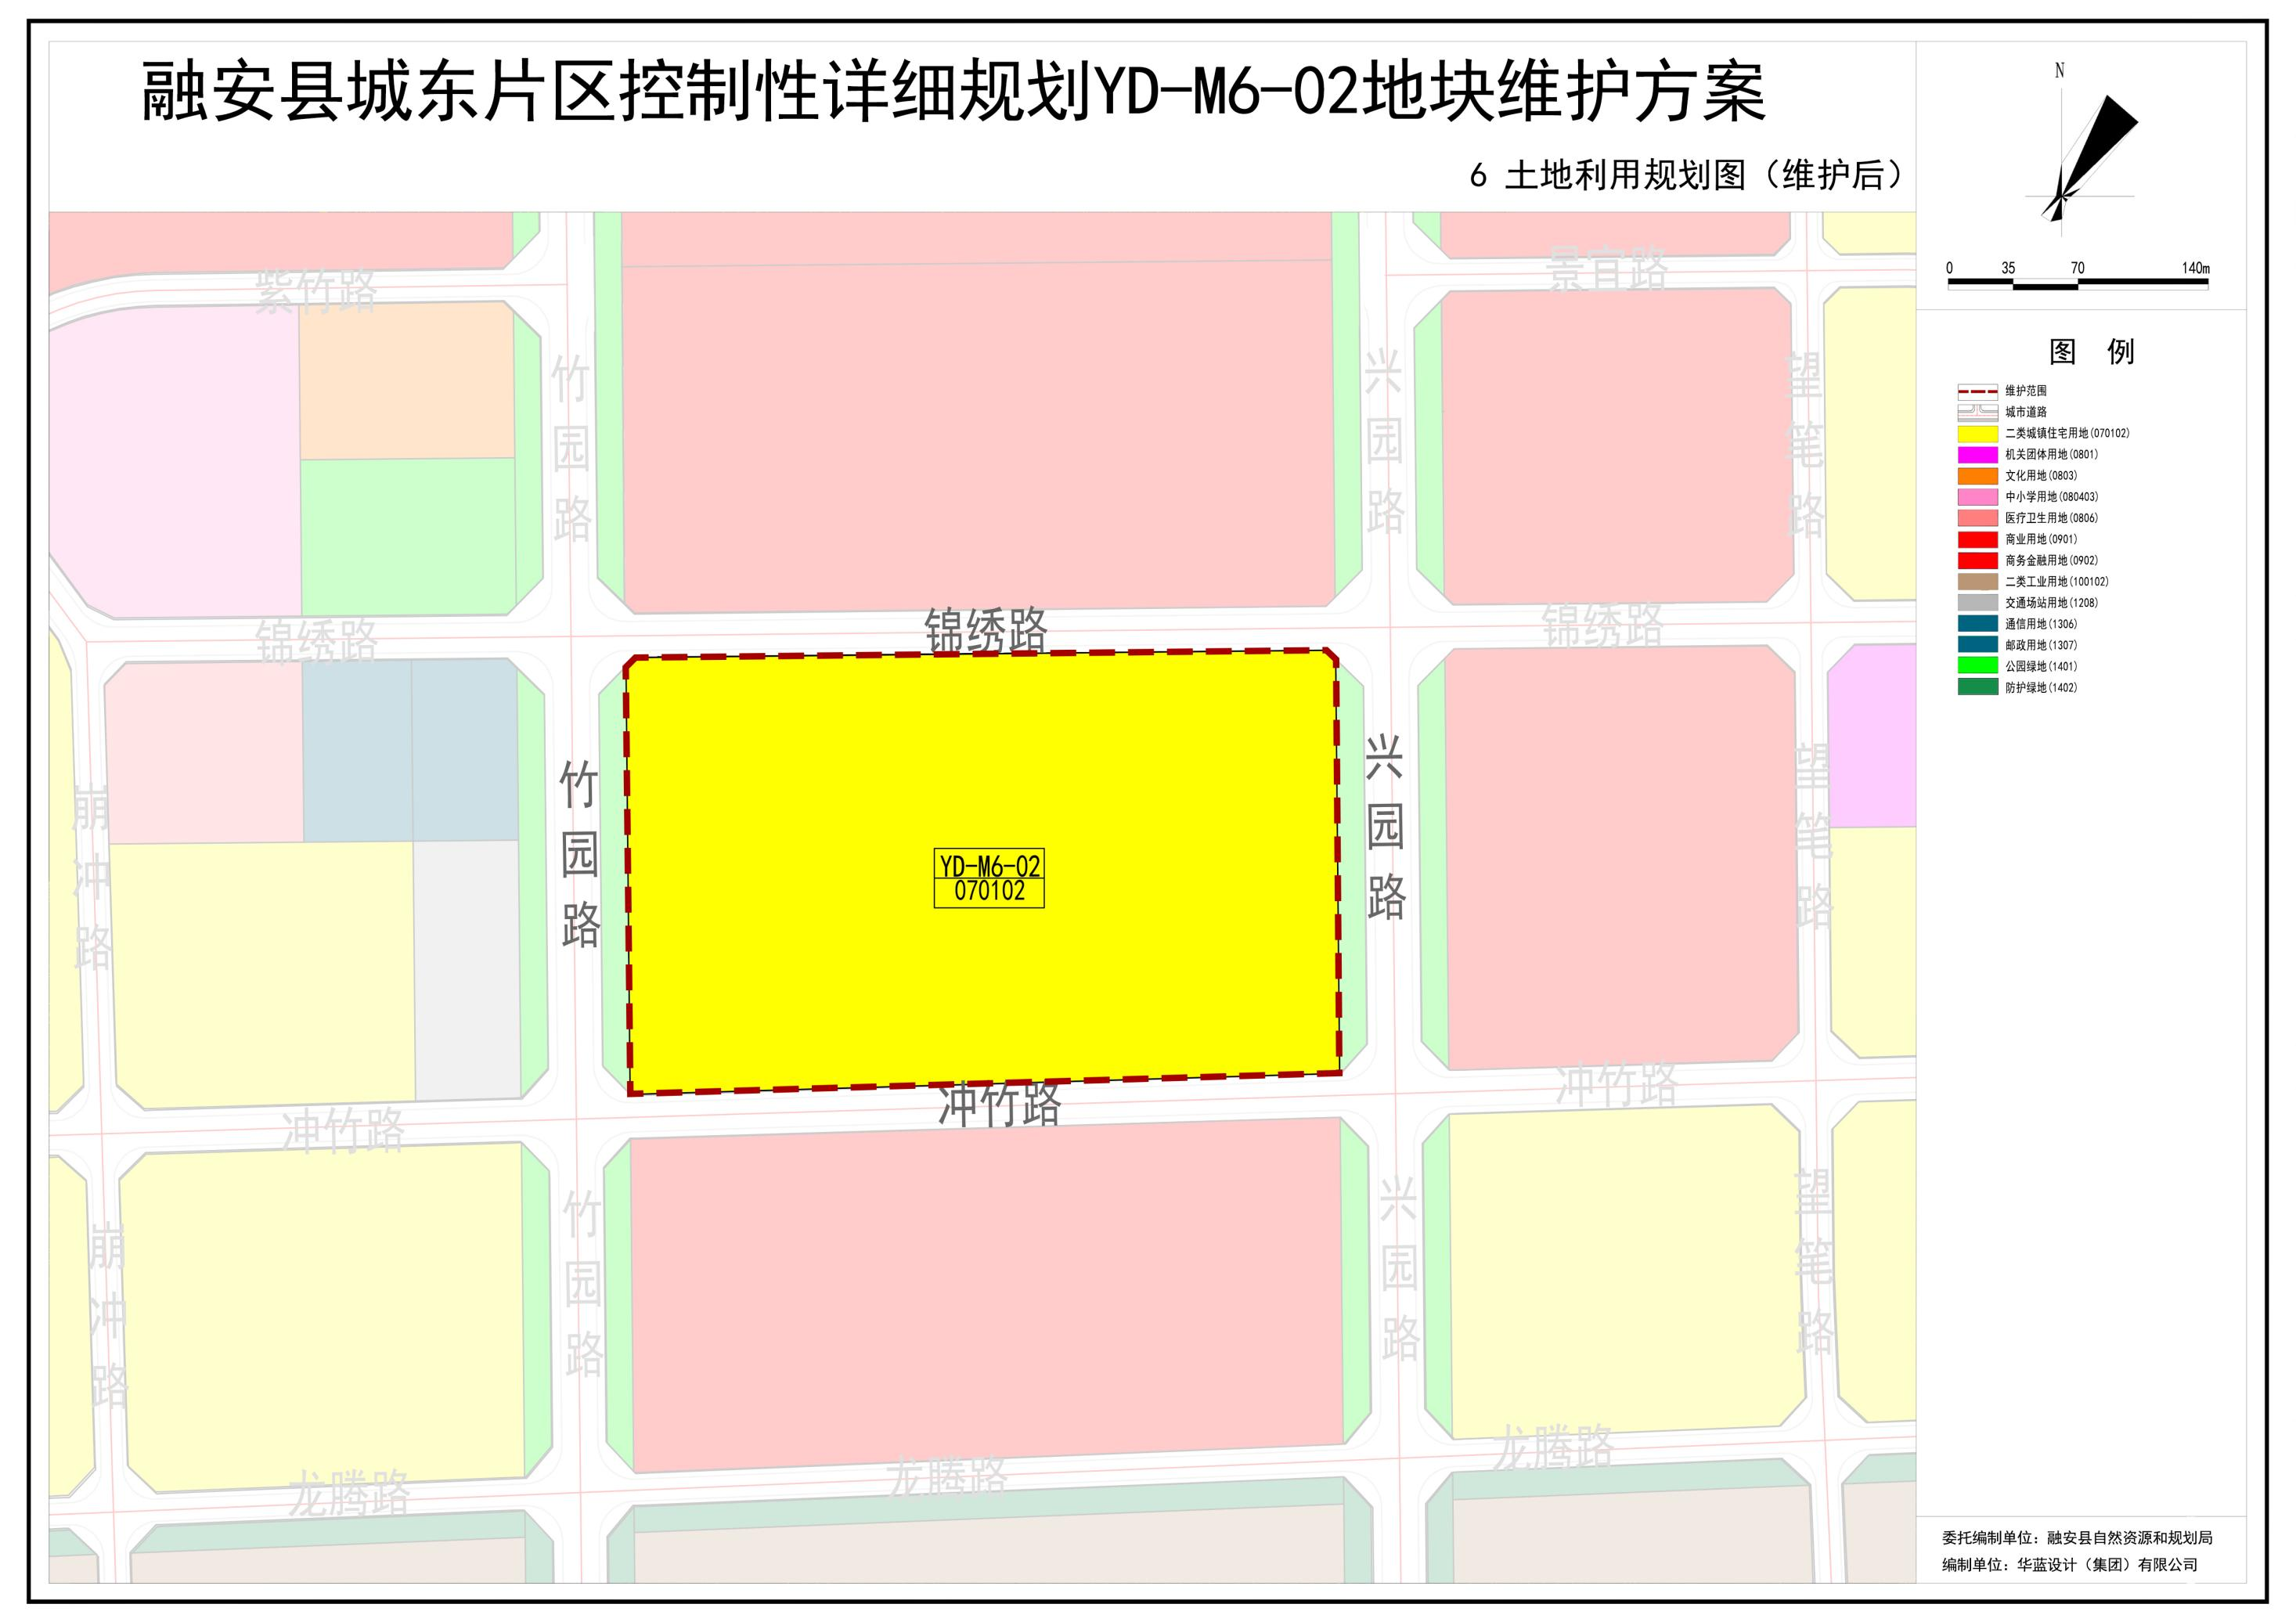 融安县城东片区控制性详细规划YD-M6-02地块维护方案
6 土地利用规划图（维护后）
N
0 35 70 140m
图 例
维护范围
城市道路
二类城镇住宅用地(070102)
机关团体用地(0801)
文化用地(0803)
中小学用地(080403)
医疗卫生用地(0806)
商业用地(0901)
商务金融用地(0902)
二类工业用地(100102)
交通场站用地(1208)
通信用地(1306)
邮政用地(1307)
公园绿地(1401)
防护绿地(1402)
紫竹路
景宜路
竹园路
兴园路
望笔路
锦绣路
锦绣路
锦绣路
竹园路
兴园路
望笔路
崩冲路
YD-M6-02
070102
冲竹路
冲竹路
冲竹路
崩冲路
竹园路
兴园路
望笔路
龙腾路
龙腾路
龙腾路
委托编制单位：融安县自然资源和规划局
编制单位：华蓝设计（集团）有限公司